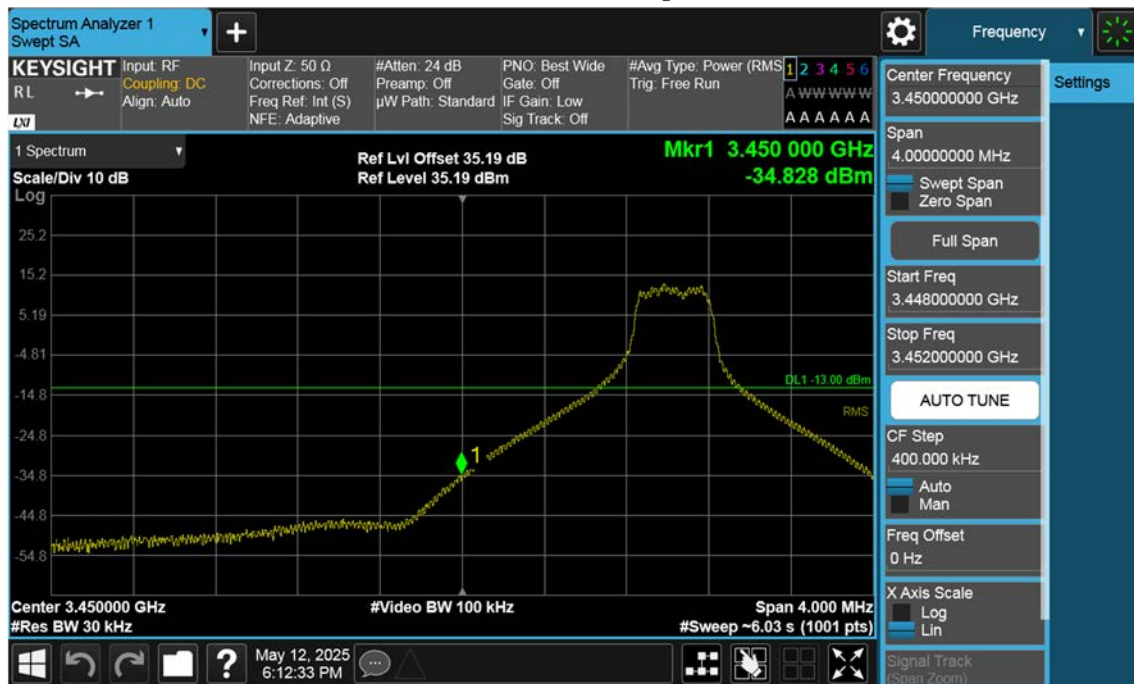 Spectrum Analyzer 1
Swept SA
+
Frequency
KEYSIGHT
RL
LXI
Input: RF
Coupling: DC
Align: Auto
Input Z: 50 Ω
Corrections: Off
Freq Ref: Int (S)
NFE: Adaptive
#Atten: 24 dB
Preamp: Off
µW Path: Standard
PNO: Best Wide
Gate: Off
IF Gain: Low
Sig Track: Off
#Avg Type: Power (RMS
Trig: Free Run
1 2 3 4 5 6
A W W W W W
A A A A A A
1 Spectrum
Scale/Div 10 dB
Ref Lvl Offset 35.19 dB
Ref Level 35.19 dBm
Mkr1 3.450 000 GHz
-34.828 dBm
Log
25.2
15.2
5.19
-4.81
-14.8
-24.8
-34.8
-44.8
-54.8
DL1 -13.00 dBm
RMS
1
Center 3.450000 GHz
#Res BW 30 kHz
#Video BW 100 kHz
Span 4.000 MHz
#Sweep ~6.03 s (1001 pts)
?
May 12, 2025
6:12:33 PM
Center Frequency
3.450000000 GHz
Span
4.00000000 MHz
Swept Span
Zero Span
Full Span
Start Freq
3.448000000 GHz
Stop Freq
3.452000000 GHz
AUTO TUNE
CF Step
400.000 kHz
Auto
Man
Freq Offset
0 Hz
X Axis Scale
Log
Lin
Signal Track
(Span Zoom)
Settings